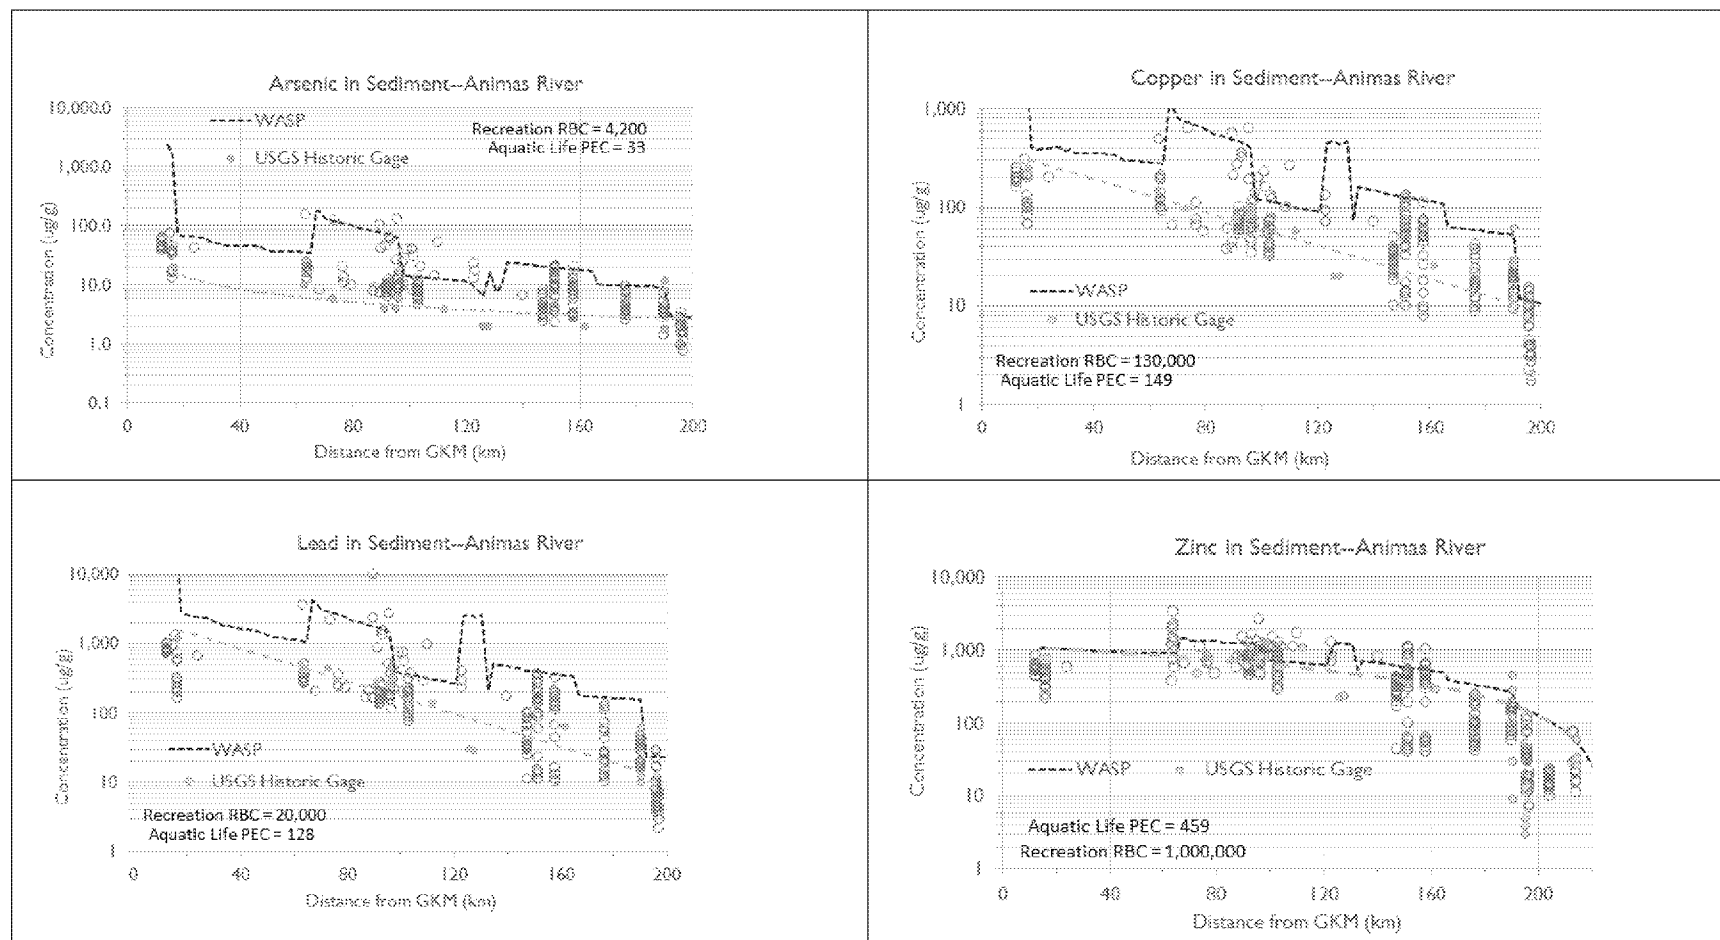 Arsenic in Sediment--Animas River
10,000.0
1,000.0
100.0
10.0
1.0
0.1
Concentration (ug/g)
WASP
USGS Historic Gage
Recreation RBC = 4,200
Aquatic Life PEC = 33
0 40 80 120 160 200
Distance from GKM (km)
Copper in Sediment--Animas River
1,000
100
10
1
Concentration (ug/g)
WASP
USGS Historic Gage
Recreation RBC = 130,000
Aquatic Life PEC = 149
0 40 80 120 160 200
Distance from GKM (km)
Lead in Sediment--Animas River
10,000
1,000
100
10
1
Concentration (ug/g)
WASP
USGS Historic Gage
Recreation RBC = 20,000
Aquatic Life PEC = 128
0 40 80 120 160 200
Distance from GKM (km)
Zinc in Sediment--Animas River
10,000
1,000
100
10
1
Concentration (ug/g)
WASP USGS Historic Gage
Aquatic Life PEC = 459
Recreation RBC = 1,000,000
0 40 80 120 160 200
Distance from GKM (km)